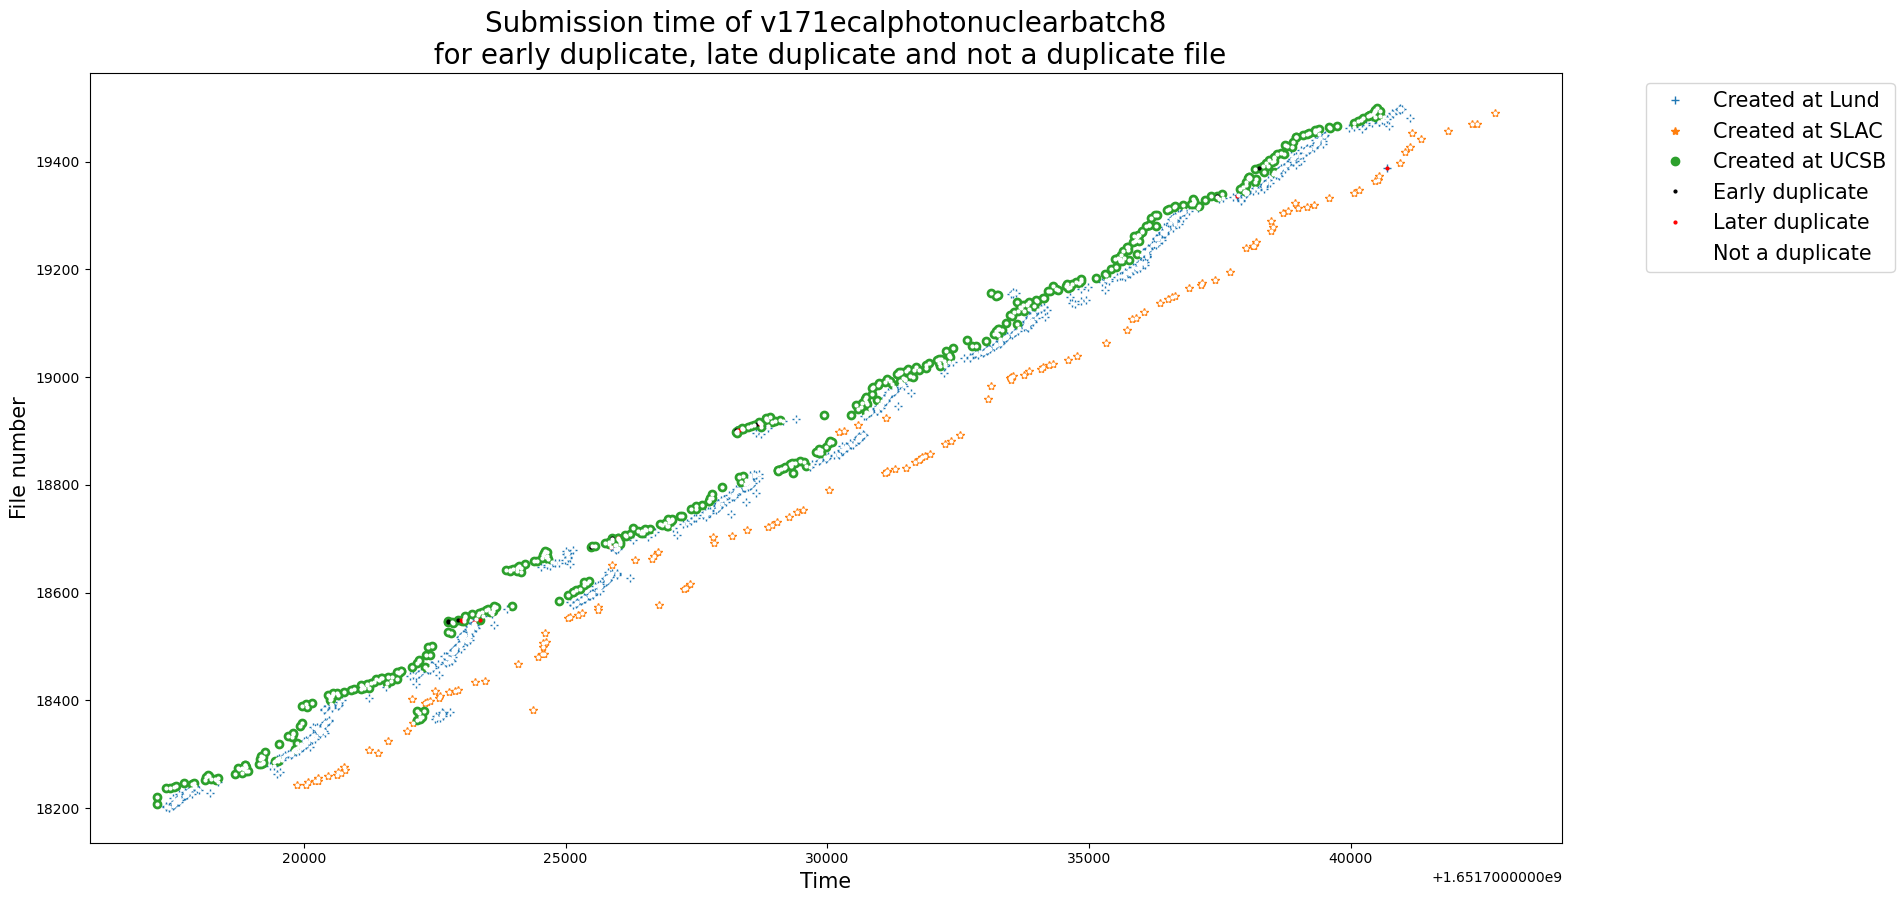 Submission time of v171ecalphotonuclearbatch8
for early duplicate, late duplicate and not a duplicate file
Created at Lund
Created at SLAC
Created at UCSB
Early duplicate
Later duplicate
Not a duplicate
File number
19400
19200
19000
18800
18600
18400
18200
20000
25000
30000
35000
40000
Time
+1.6517000000e9